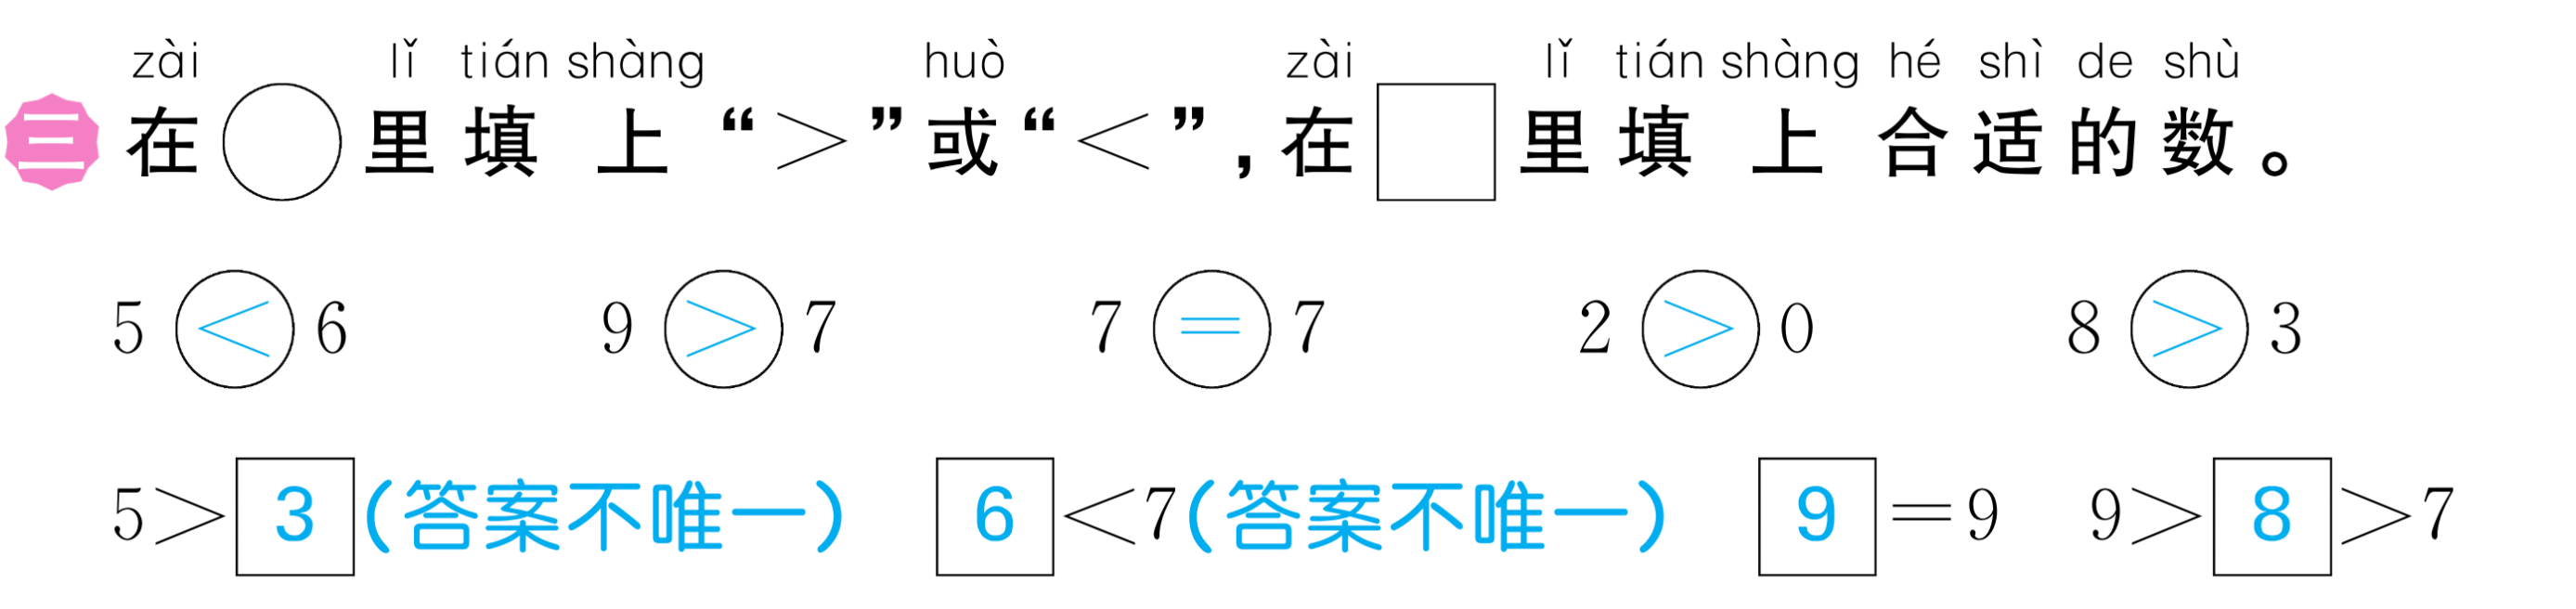 zài lǐ tián shàng huò zài lǐ tián shàng hé shì de shù
三 在○里填上“>”或“<”,在□里填上合适的数。
5 < 6 9 > 7 7 = 7 2 > 0 8 > 3
5>3(答案不唯一) 6<7(答案不唯一) 9=9 9>8>7